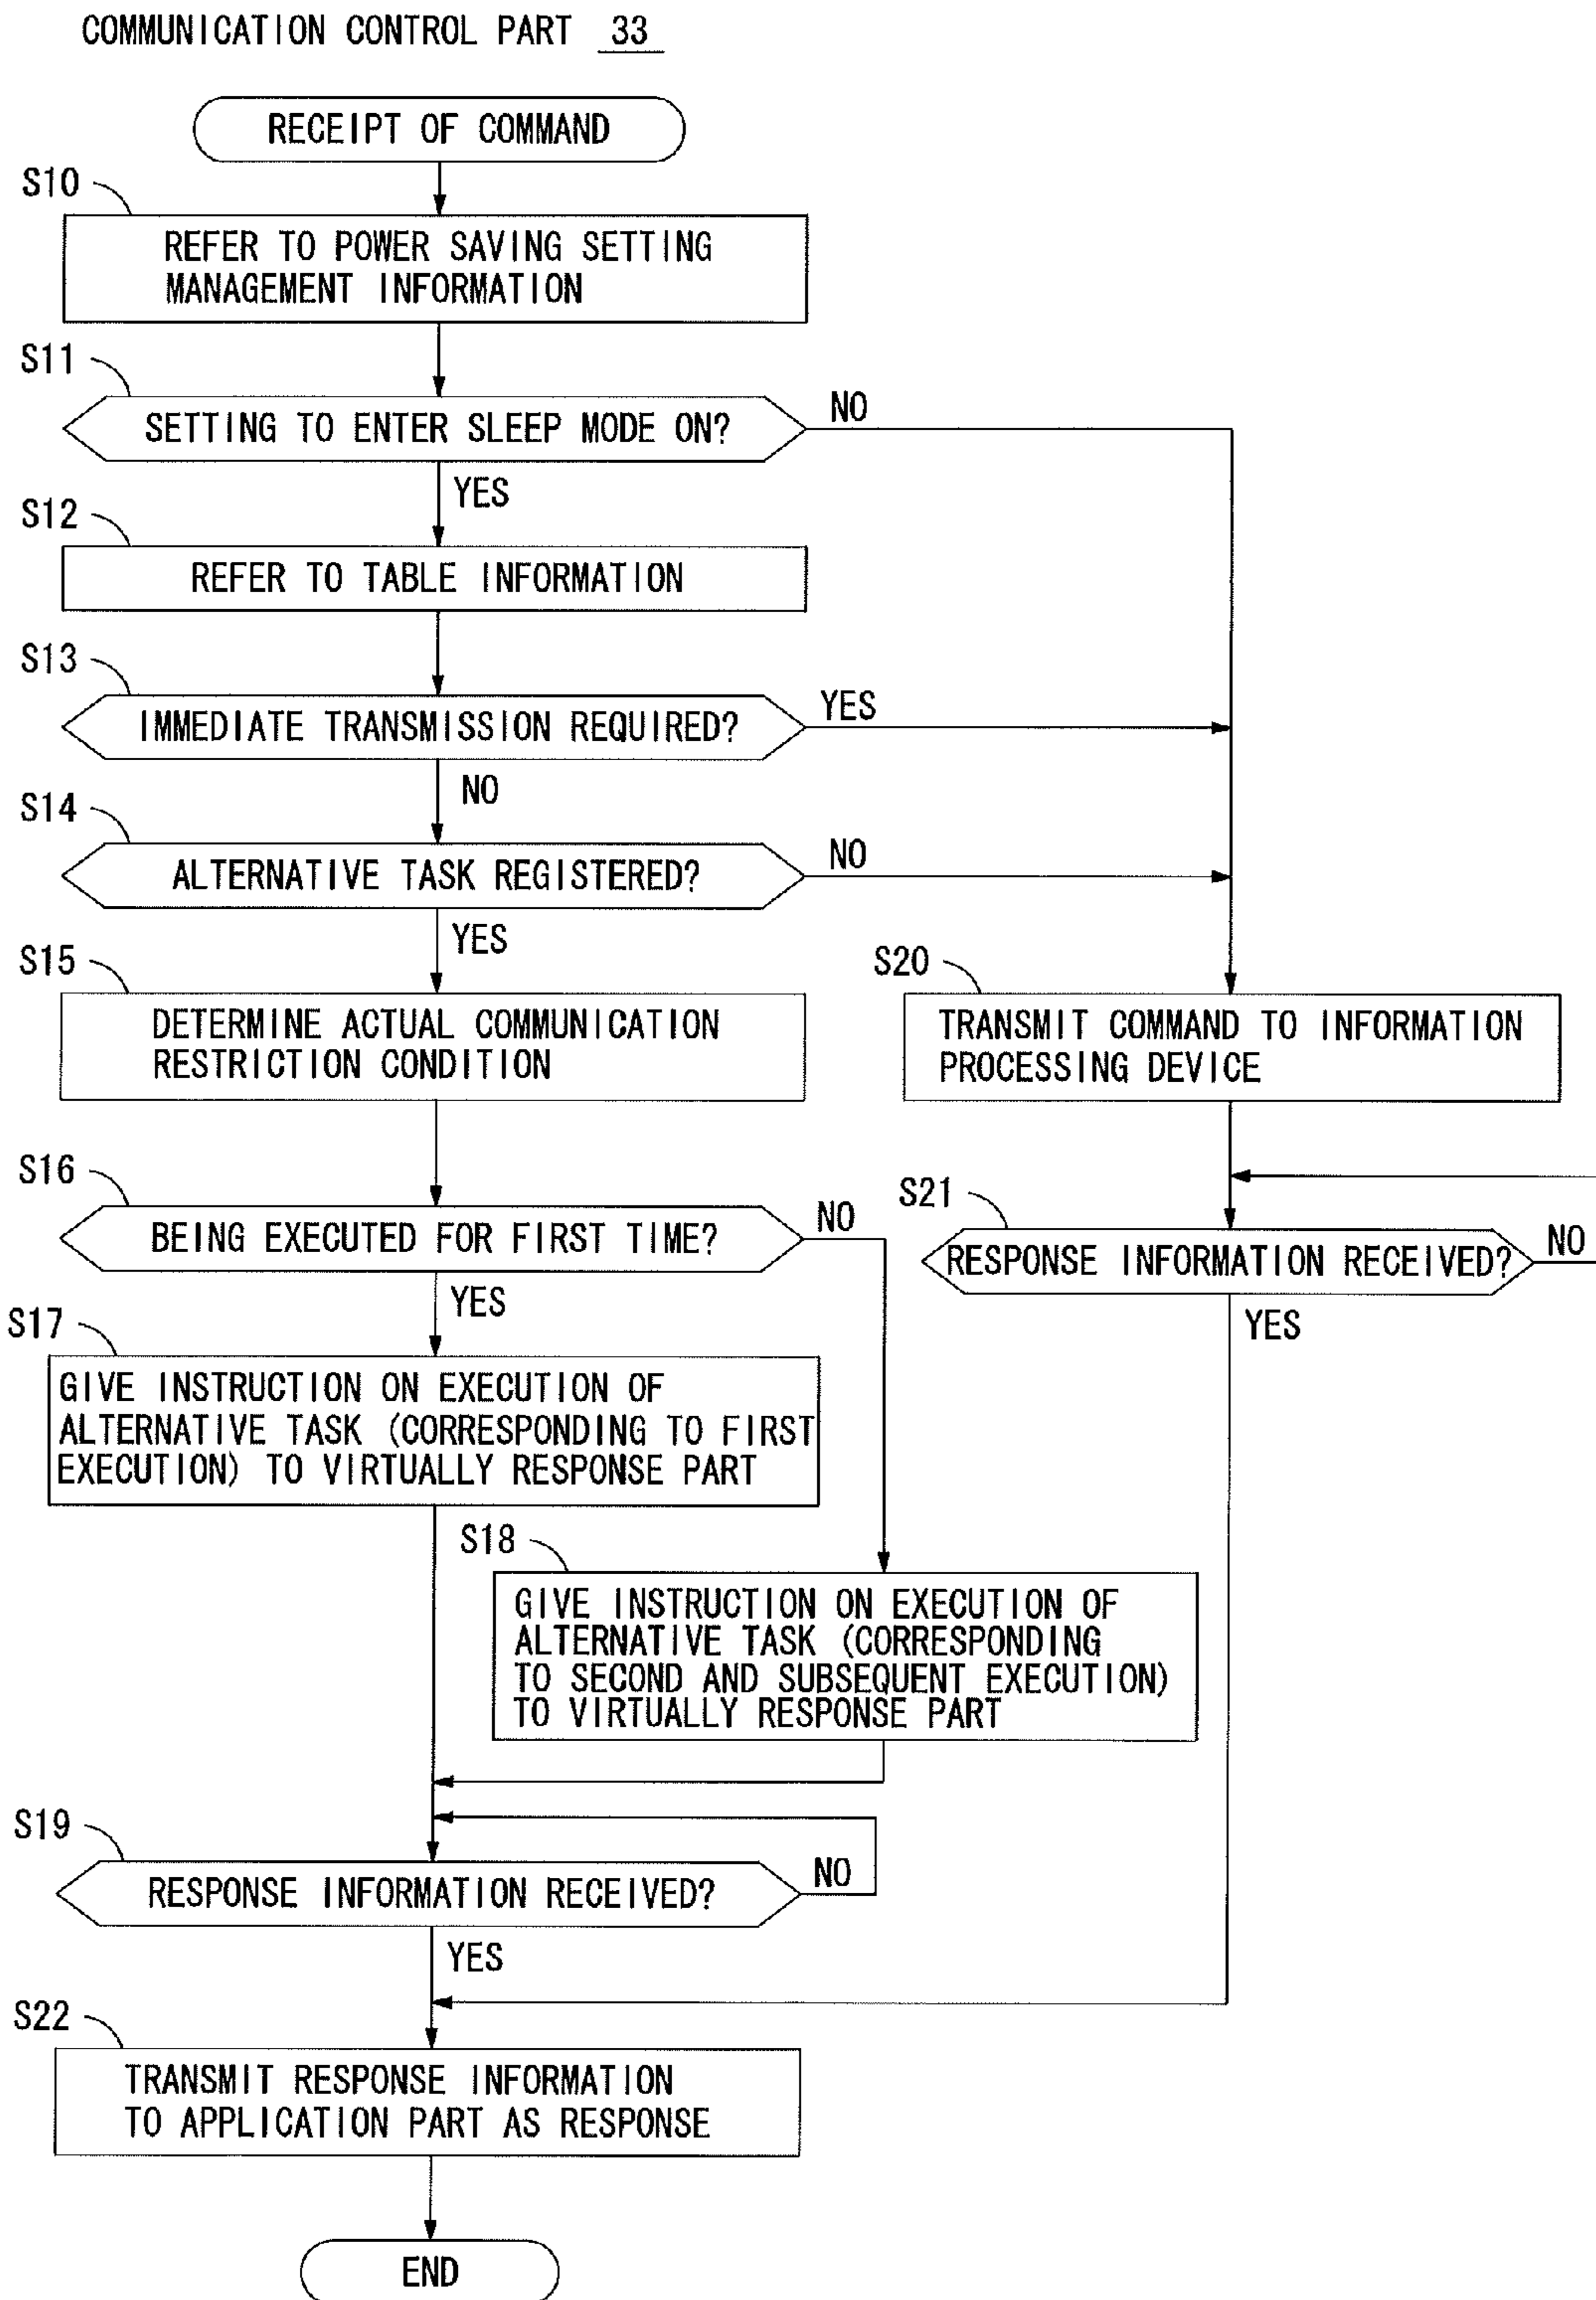 COMMUNICATION CONTROL PART 33
RECEIPT OF COMMAND
S10
REFER TO POWER SAVING SETTING
MANAGEMENT INFORMATION
S11
SETTING TO ENTER SLEEP MODE ON?
NO
YES
S12
REFER TO TABLE INFORMATION
S13
IMMEDIATE TRANSMISSION REQUIRED?
YES
NO
S14
ALTERNATIVE TASK REGISTERED?
NO
YES
S15
DETERMINE ACTUAL COMMUNICATION
RESTRICTION CONDITION
S20
TRANSMIT COMMAND TO INFORMATION
PROCESSING DEVICE
S16
BEING EXECUTED FOR FIRST TIME?
NO
YES
S21
RESPONSE INFORMATION RECEIVED?
NO
YES
S17
GIVE INSTRUCTION ON EXECUTION OF
ALTERNATIVE TASK (CORRESPONDING TO FIRST
EXECUTION) TO VIRTUALLY RESPONSE PART
S18
GIVE INSTRUCTION ON EXECUTION OF
ALTERNATIVE TASK (CORRESPONDING
TO SECOND AND SUBSEQUENT EXECUTION)
TO VIRTUALLY RESPONSE PART
S19
RESPONSE INFORMATION RECEIVED?
NO
YES
S22
TRANSMIT RESPONSE INFORMATION
TO APPLICATION PART AS RESPONSE
END